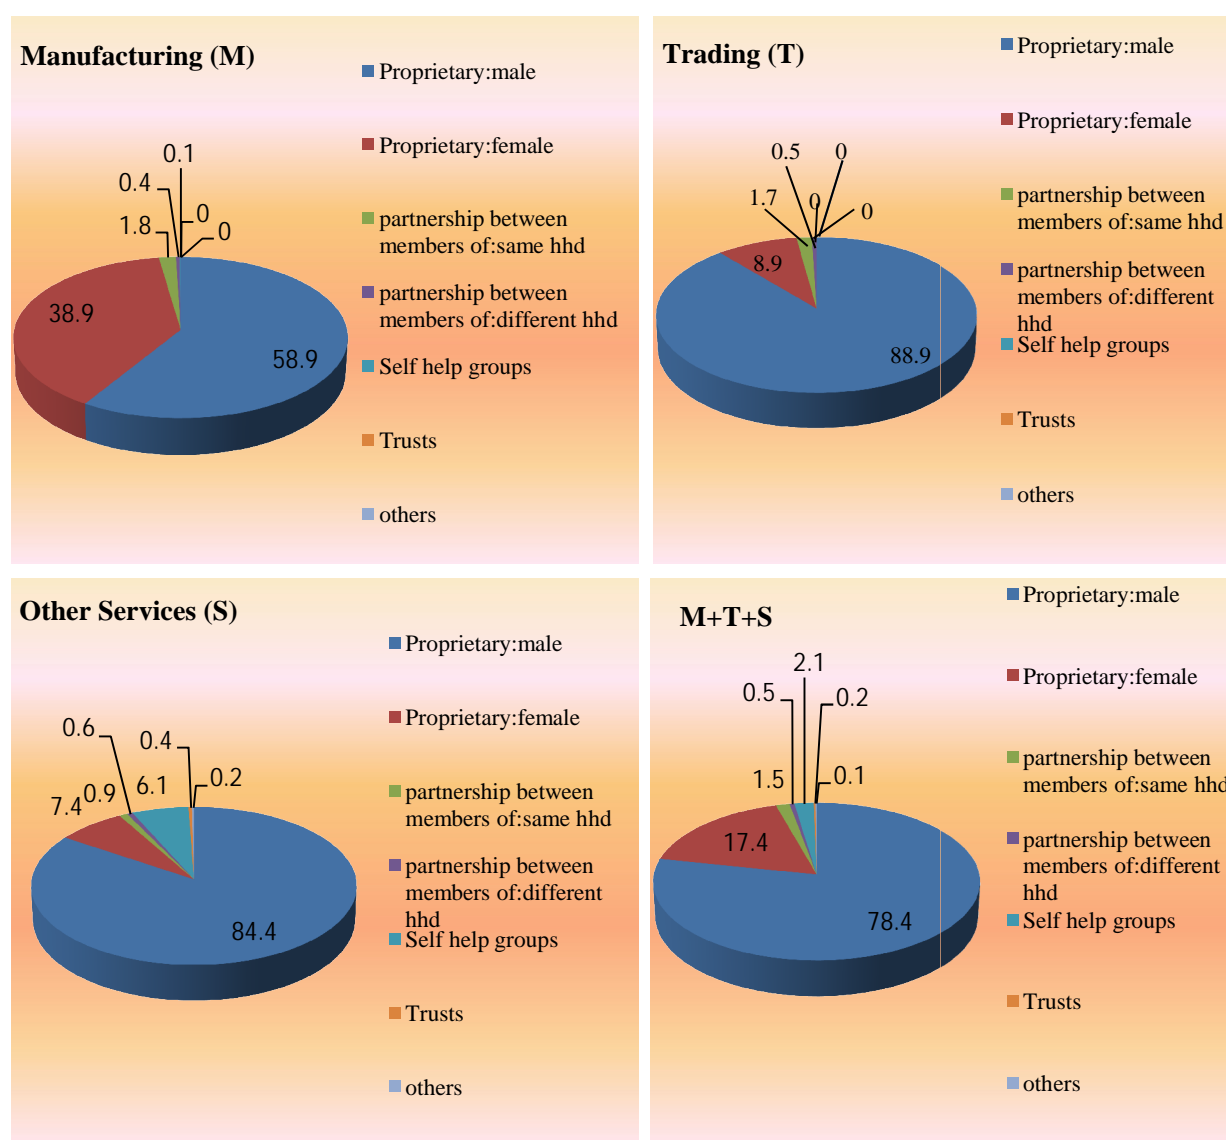 Manufacturing (M)
Proprietary:male
Proprietary:female
partnership between
members of:same hhd
partnership between
members of:different hhd
Self help groups
Trusts
others
0.1
0.4
1.8
0
0
38.9
58.9
Trading (T)
Proprietary:male
Proprietary:female
partnership between
members of:same hhd
partnership between
members of:different
hhd
Self help groups
Trusts
others
0.5
0
1.7
0
0
8.9
88.9
Other Services (S)
Proprietary:male
Proprietary:female
partnership between
members of:same hhd
partnership between
members of:different
hhd
Self help groups
Trusts
others
0.6
0.4
7.4
0.9
6.1
0.2
84.4
M+T+S
Proprietary:male
Proprietary:female
partnership between
members of:same hhd
partnership between
members of:different
hhd
Self help groups
Trusts
others
2.1
0.5
0.2
1.5
0.1
17.4
78.4